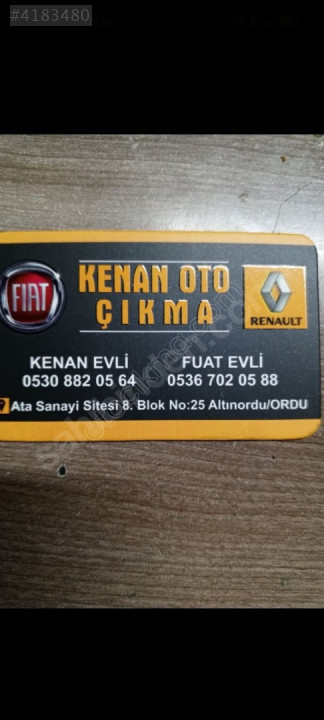 #4183480
KENAN OTO
ÇIKMA
FIAT
RENAULT
KENAN EVLİ
0530 882 05 64
FUAT EVLİ
0536 702 05 88
Ata Sanayi Sitesi 8. Blok No:25 Altınordu/ORDU